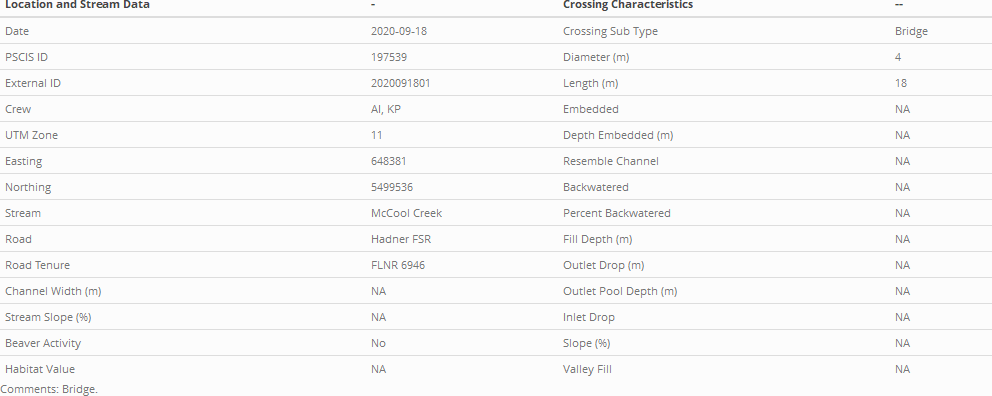 Location and Stream Data - Crossing Characteristics --
Date 2020-09-18 Crossing Sub Type Bridge
PSCIS ID 197539 Diameter (m) 4
External ID 2020091801 Length (m) 18
Crew AI, KP Embedded NA
UTM Zone 11 Depth Embedded (m) NA
Easting 648381 Resemble Channel NA
Northing 5499536 Backwatered NA
Stream McCool Creek Percent Backwatered NA
Road Hadner FSR Fill Depth (m) NA
Road Tenure FLNR 6946 Outlet Drop (m) NA
Channel Width (m) NA Outlet Pool Depth (m) NA
Stream Slope (%) NA Inlet Drop NA
Beaver Activity No Slope (%) NA
Habitat Value NA Valley Fill NA
Comments: Bridge.